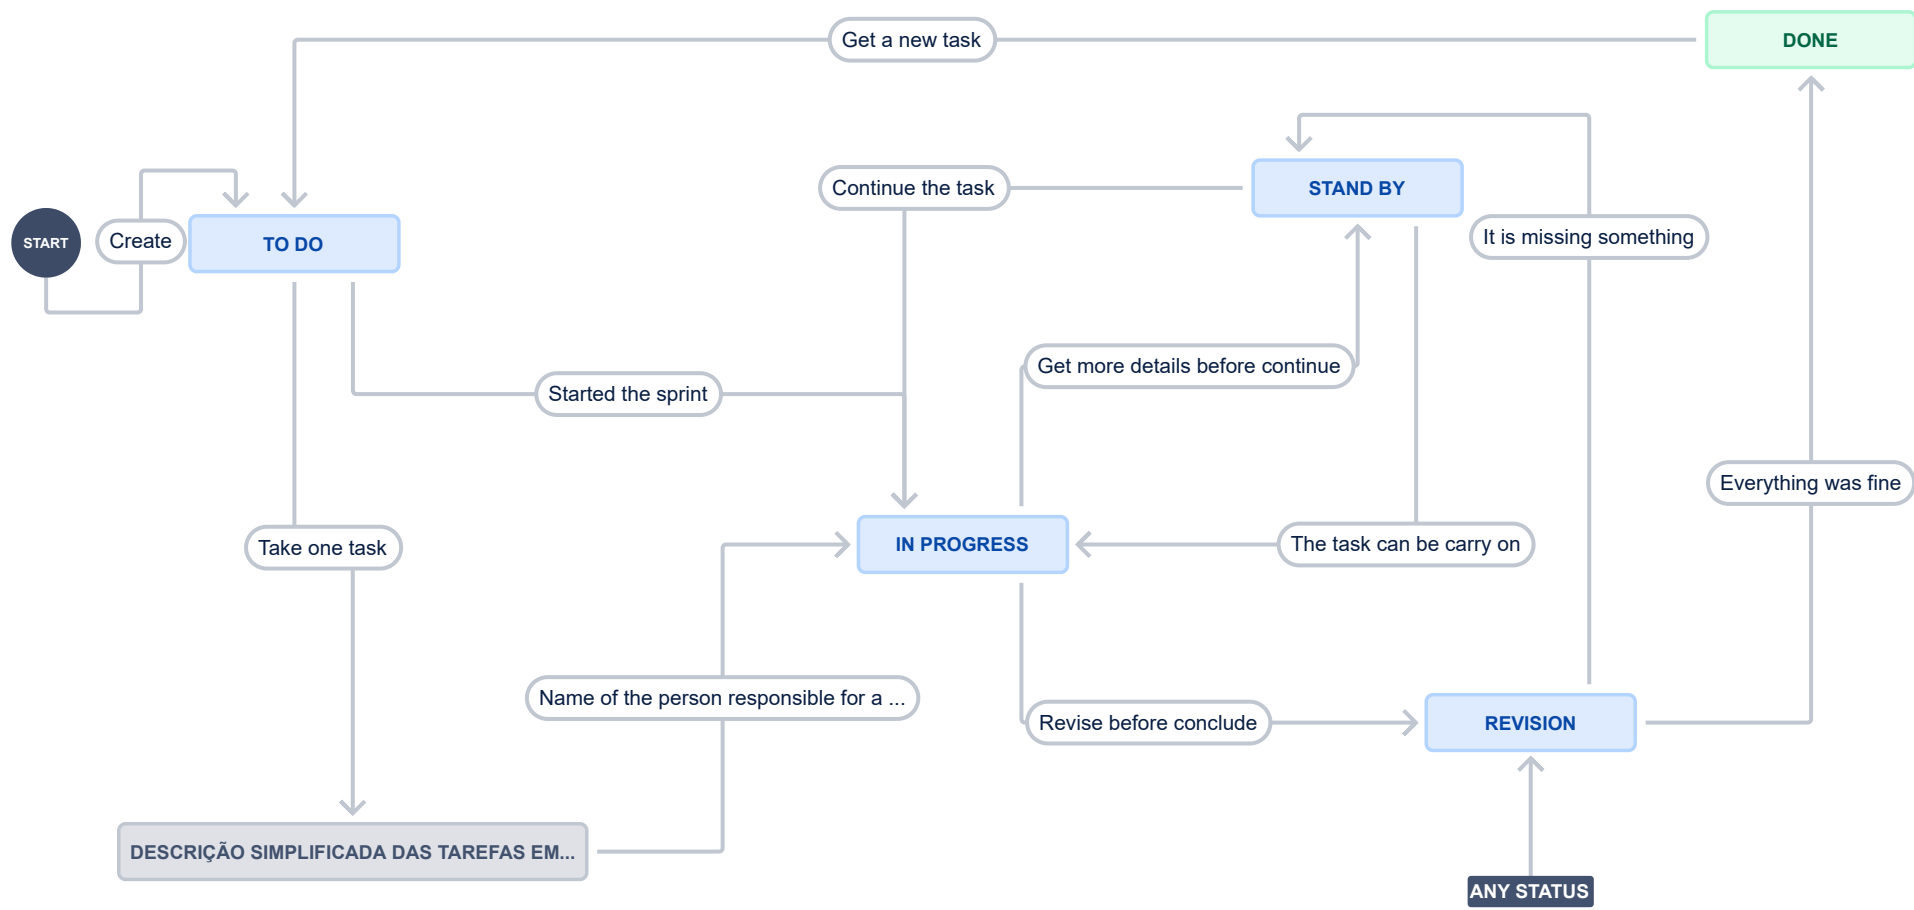 Get a new task
DONE
Continue the task
STAND BY
It is missing something
START
Create
TO DO
Get more details before continue
Started the sprint
Everything was fine
Take one task
IN PROGRESS
The task can be carry on
Name of the person responsible for a ...
Revise before conclude
REVISION
DESCRIÇÃO SIMPLIFICADA DAS TAREFAS EM...
ANY STATUS